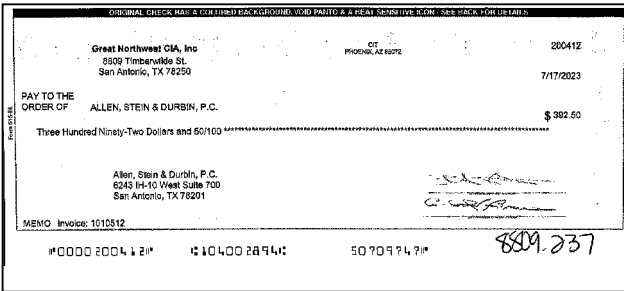 ORIGINAL CHECK HAS A COLORED BACKGROUND, VOID PANTO & A HEAT SENSITIVE ICON - SEE BACK FOR DETAILS
Great Northwest CIA, Inc
8809 Timberwilde St.
San Antonio, TX 78250
CIT
PHOENIX, AZ 85072
200412
7/17/2023
PAY TO THE
ORDER OF ALLEN, STEIN & DURBIN, P.C.
$ 392.50
Three Hundred Ninety-Two Dollars and 50/100
Allen, Stein & Durbin, P.C.
6243 IH-10 West Suite 700
San Antonio, TX 78201
MEMO Invoice: 1010512
⑈0000200412⑈ ⑆104002894⑆ 50709747⑈
8809.237